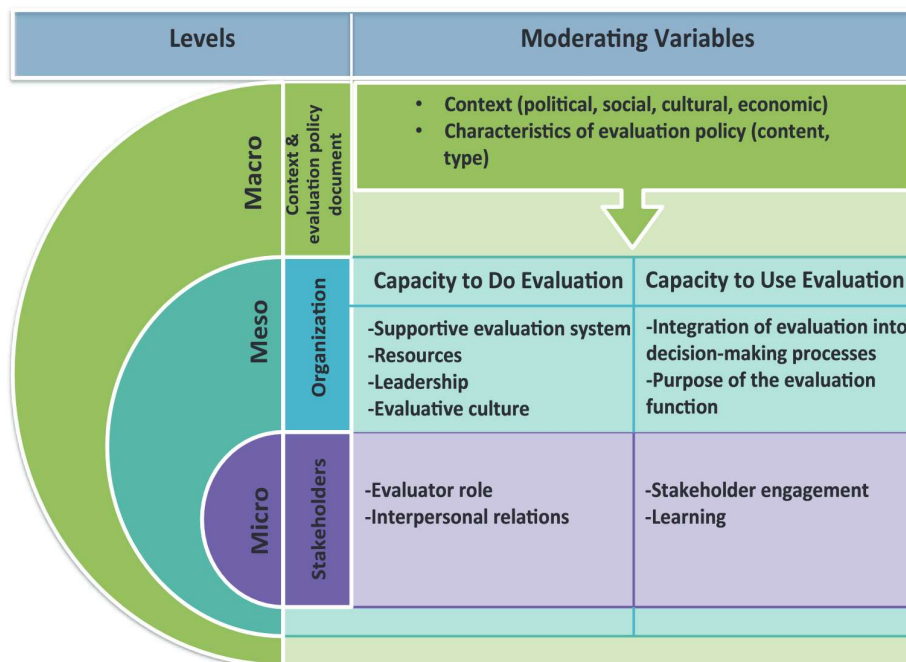 Levels
Moderating Variables
Macro
Context &
evaluation policy
document
• Context (political, social, cultural, economic)
• Characteristics of evaluation policy (content,
type)
Meso
Organization
Capacity to Do Evaluation
Capacity to Use Evaluation
-Supportive evaluation system
-Resources
-Leadership
-Evaluative culture
-Integration of evaluation into
decision-making processes
-Purpose of the evaluation
function
Micro
Stakeholders
-Evaluator role
-Interpersonal relations
-Stakeholder engagement
-Learning